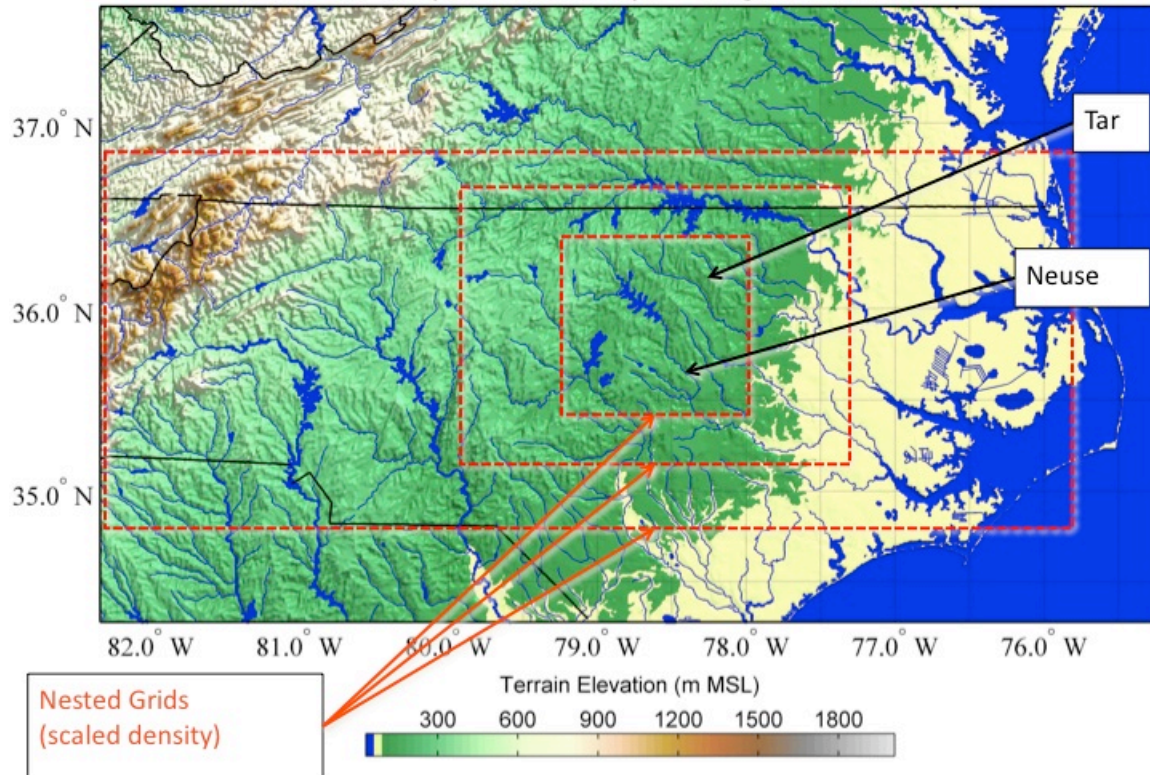 37.0° N
Tar
Neuse
36.0° N
35.0° N
82.0° W 81.0° W 80.0° W 79.0° W 78.0° W 77.0° W 76.0° W
Nested Grids
(scaled density)
Terrain Elevation (m MSL)
300 600 900 1200 1500 1800